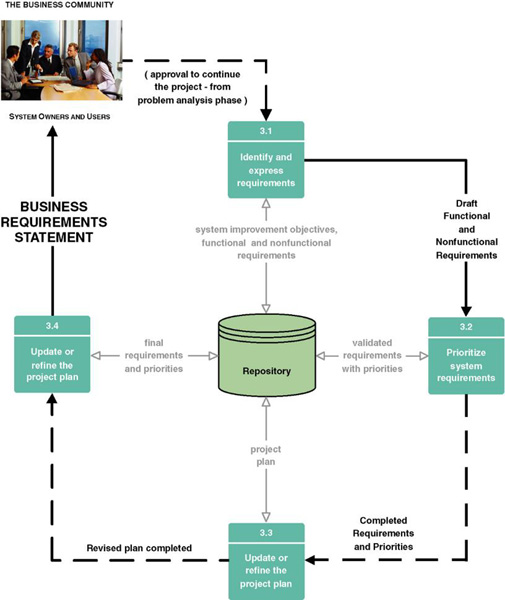 THE BUSINESS COMMUNITY
SYSTEM OWNERS AND USERS
( approval to continue
the project - from
problem analysis phase )
3.1
Identify and
express
requirements
Draft
Functional
and
Nonfunctional
Requirements
BUSINESS
REQUIREMENTS
STATEMENT
system improvement objectives,
functional and nonfunctional
requirements
3.4
Update or
refine the
project plan
final
requirements
and priorities
Repository
validated
requirements
with priorities
3.2
Prioritize
system
requirements
project
plan
3.3
Update or
refine the
project plan
Completed
Requirements
and Priorities
Revised plan completed